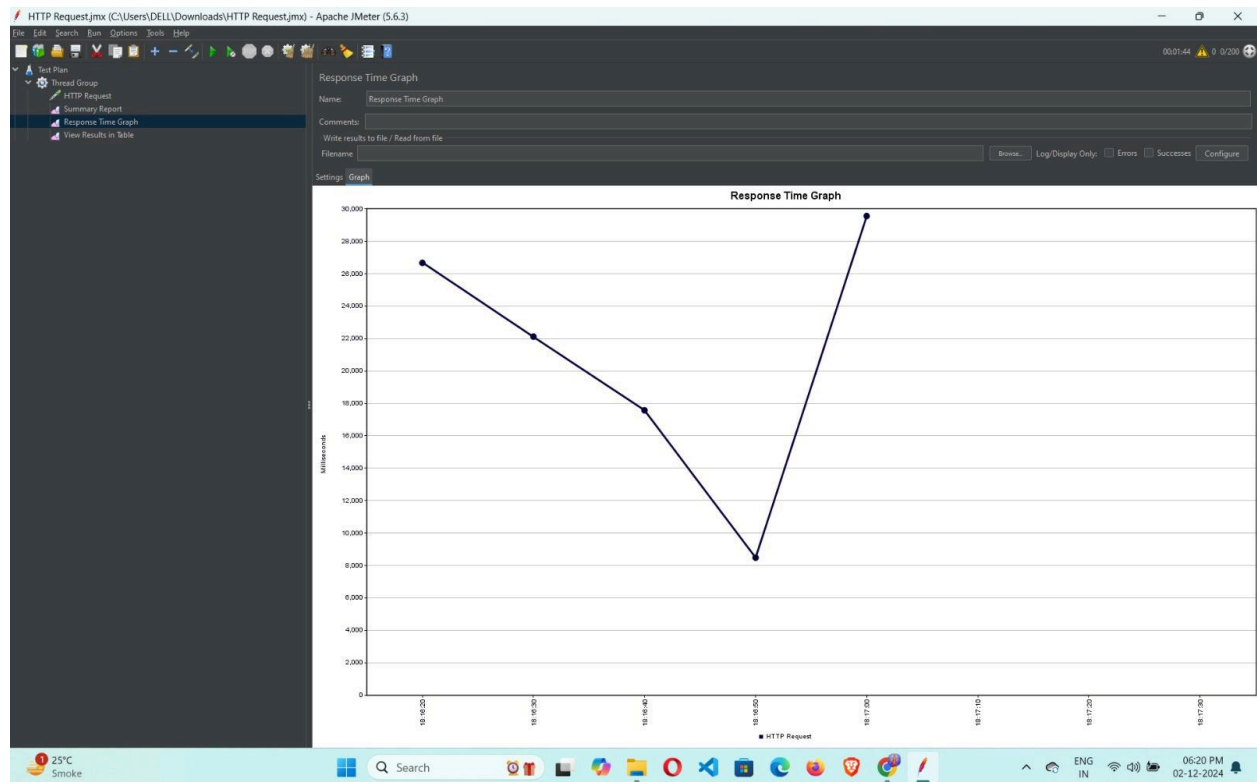 HTTP Request.jmx (C:\Users\DELL\Downloads\HTTP Request.jmx) - Apache JMeter (5.6.3)
File Edit Search Run Options Tools Help
00:01:44 0 0/200
Test Plan
Thread Group
HTTP Request
Summary Report
Response Time Graph
View Results in Table
Response Time Graph
Name: Response Time Graph
Comments:
Write results to file / Read from file
Filename Browse... Log/Display Only: Errors Successes Configure
Settings Graph
Response Time Graph
30,000
28,000
26,000
24,000
22,000
20,000
18,000
16,000
14,000
12,000
10,000
8,000
6,000
4,000
2,000
0
Milliseconds
18:16:20 18:16:30 18:16:40 18:16:50 18:17:00 18:17:10 18:17:20 18:17:30
HTTP Request
1
25°C
Smoke
Search
ENG
IN
06:20 PM
02-12-2024